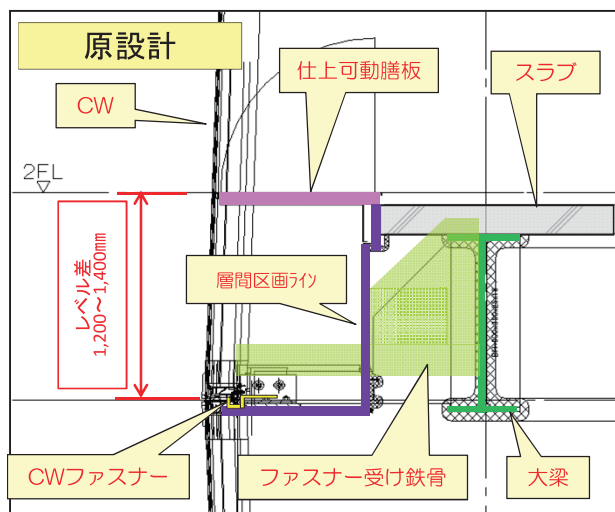 原設計
仕上可動膳板
スラブ
CW
2FL
レベル差
1,200〜1,400mm
層間区画ﾗｲﾝ
CWファスナー
ファスナー受け鉄骨
大梁